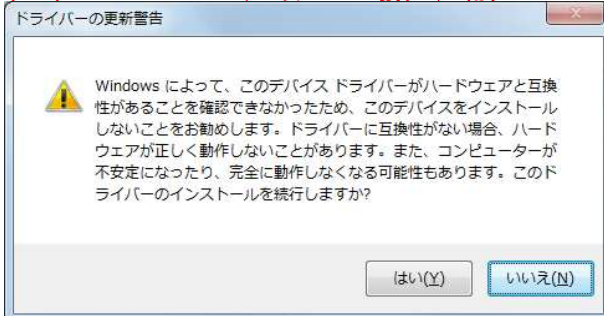 ドライバーの更新警告
Windows によって、このデバイス ドライバーがハードウェアと互換
性があることを確認できなかったため、このデバイスをインストール
しないことをお勧めします。ドライバーに互換性がない場合、ハード
ウェアが正しく動作しないことがあります。また、コンピューターが
不安定になったり、完全に動作しなくなる可能性もあります。このド
ライバーのインストールを続行しますか?
はい(Y) いいえ(N)